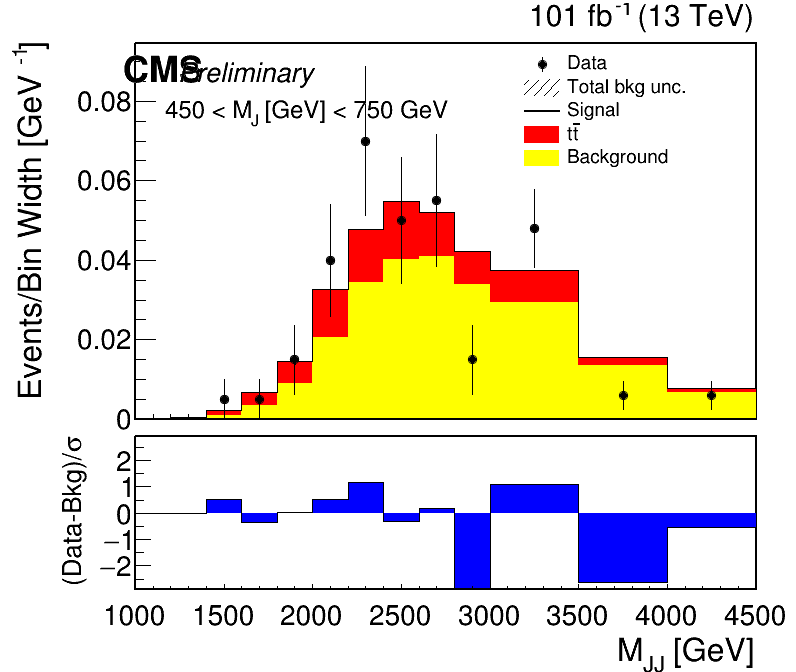 101 fb⁻¹ (13 TeV)
CMS Preliminary
450 < M_J [GeV] < 750 GeV
Data
Total bkg unc.
Signal
tt̄
Background
Events/Bin Width [GeV⁻¹]
0.08
0.06
0.04
0.02
0
(Data-Bkg)/σ
2
1
0
−1
−2
1000 1500 2000 2500 3000 3500 4000 4500
M_JJ [GeV]